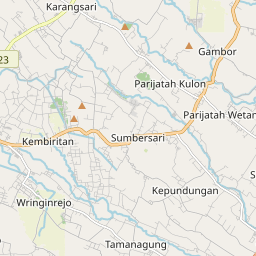 Karangsari
Gambor
23
Parijatah Kulon
Parijatah Wetan
Sumbersari
Kembiritan
Kepundungan
Wringinrejo
Tamanagung